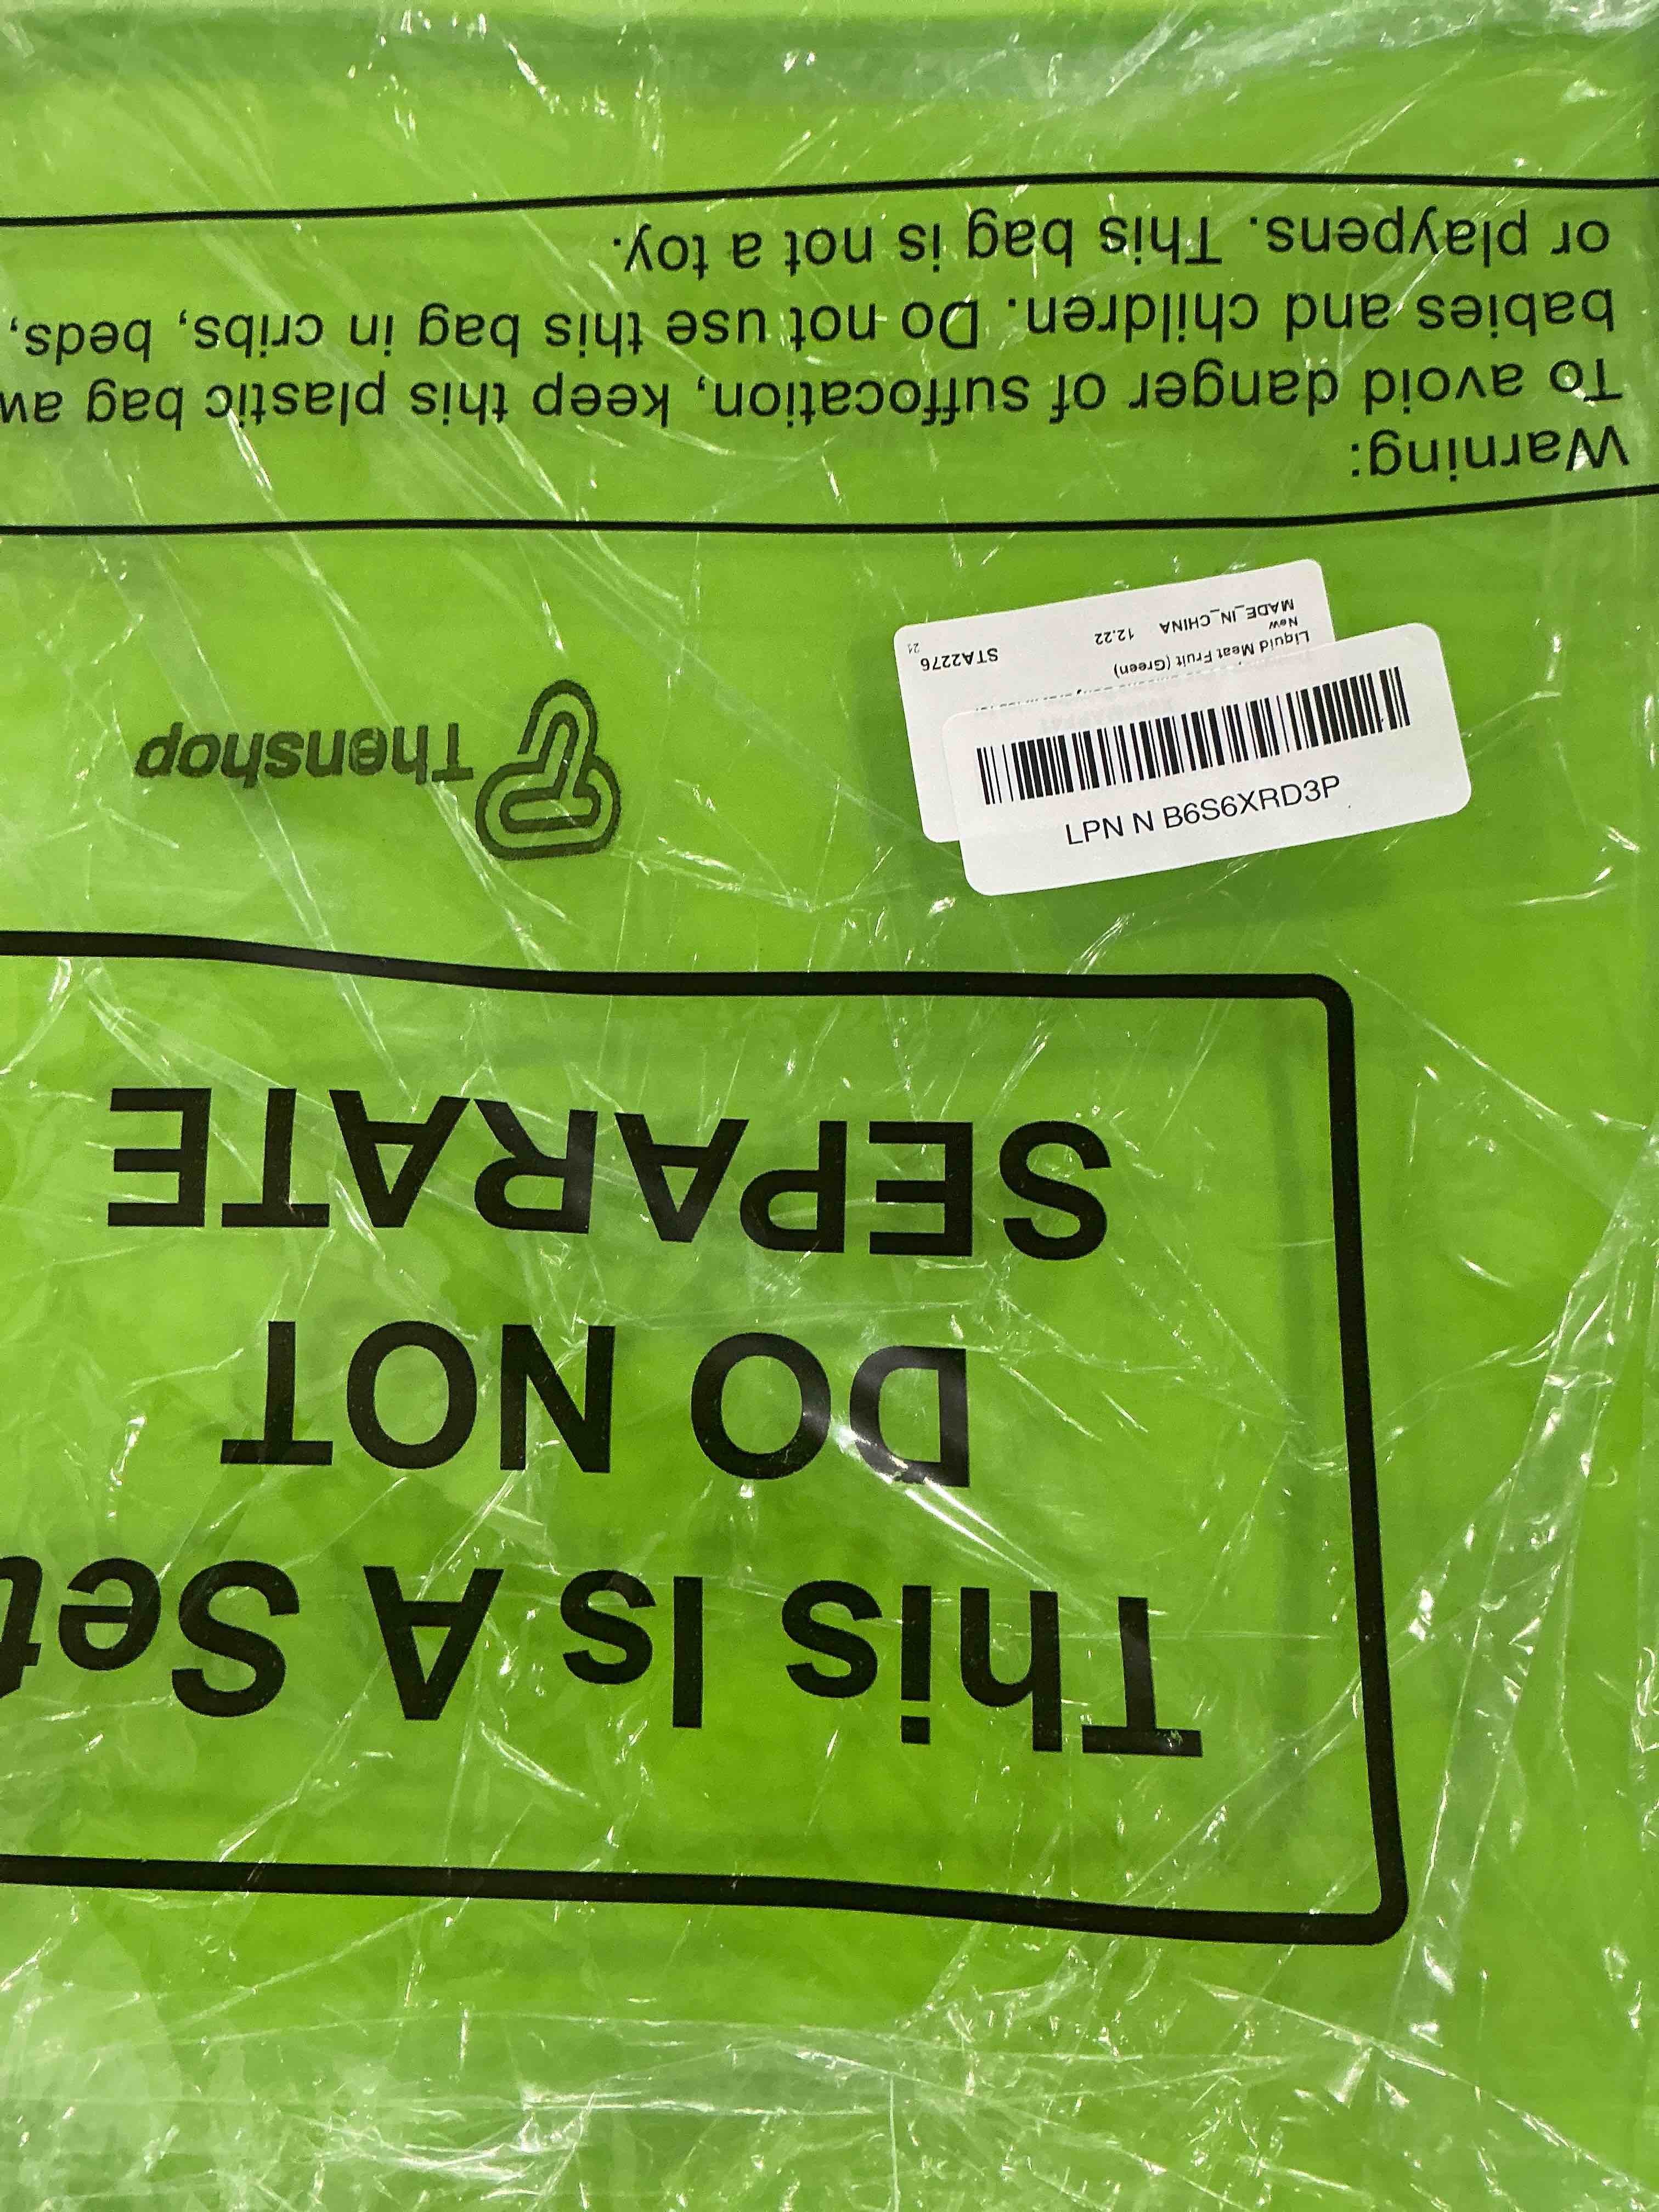 This Is A Set
DO NOT
SEPARATE
LPN N B6S6XRD3P
Liquid Meat Fruit (Green)
New
MADE_IN_CHINA 12.22
STA2276
21
Thenshop
Warning:
To avoid danger of suffocation, keep this plastic bag aw
babies and children. Do not use this bag in cribs, beds,
or playpens. This bag is not a toy.